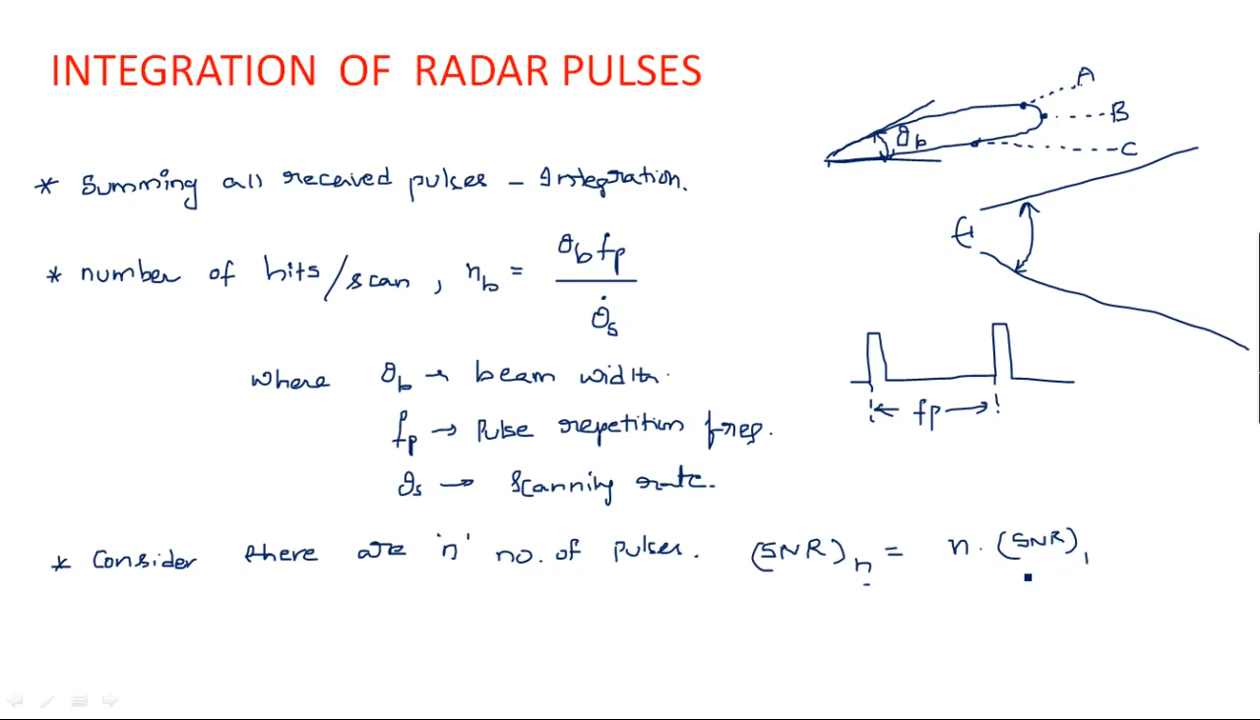 INTEGRATION OF RADAR PULSES
* Summing all received pulses - Integration.
* number of hits/scan, n_b = θ_b f_p / θ̇_s
where θ_b → beam width.
f_p → Pulse repetition freq.
θ_s → Scanning rate.
* Consider there are 'n' no. of pulses. (SNR)_n = n. (SNR)_1
A
B
θ_b
C
f_p